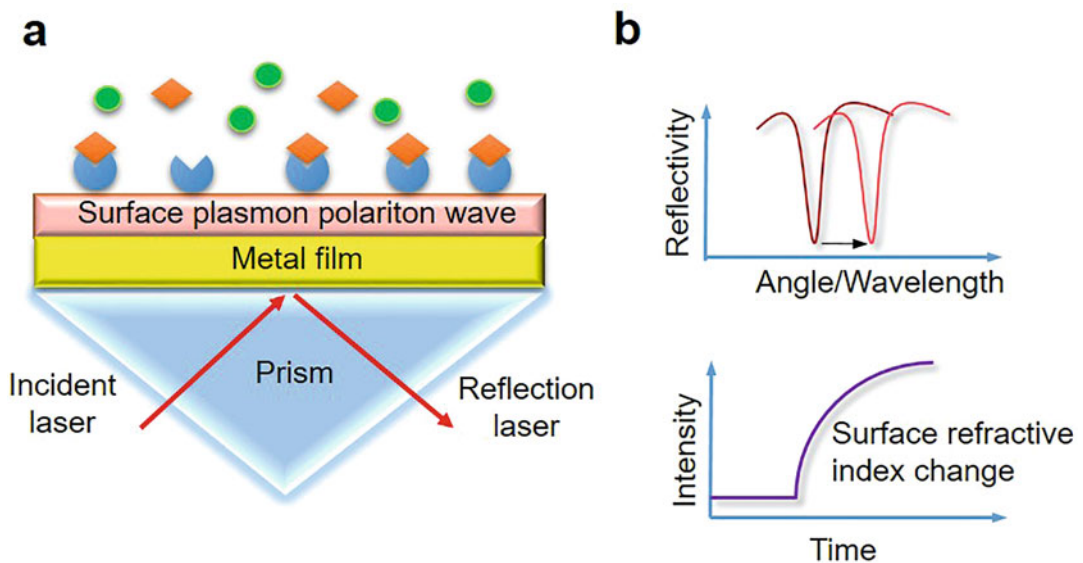 a
Surface plasmon polariton wave
Metal film
Prism
Incident
laser
Reflection
laser
b
Reflectivity
Angle/Wavelength
Intensity
Surface refractive
index change
Time